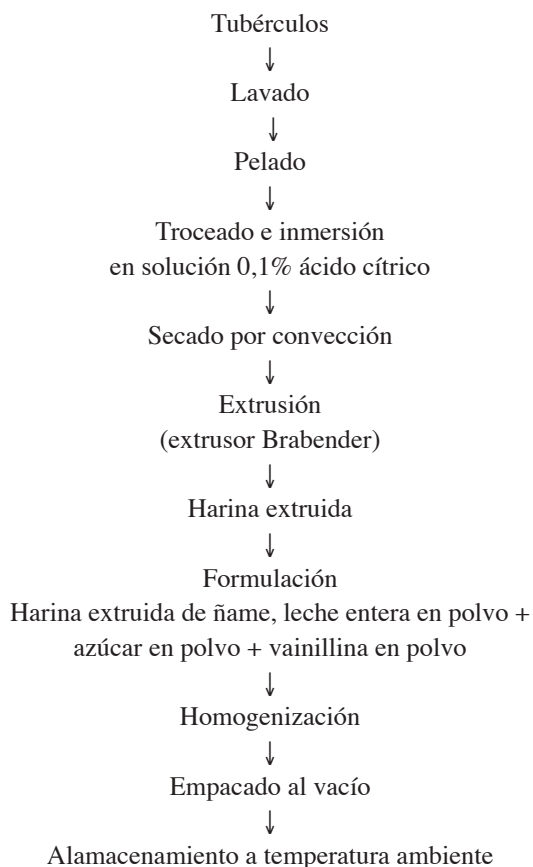 Tubérculos
↓
Lavado
↓
Pelado
↓
Troceado e inmersión
en solución 0,1% ácido cítrico
↓
Secado por convección
↓
Extrusión
(extrusor Brabender)
↓
Harina extruida
↓
Formulación
Harina extruida de ñame, leche entera en polvo +
azúcar en polvo + vainillina en polvo
↓
Homogenización
↓
Empacado al vacío
↓
Alamacenamiento a temperatura ambiente